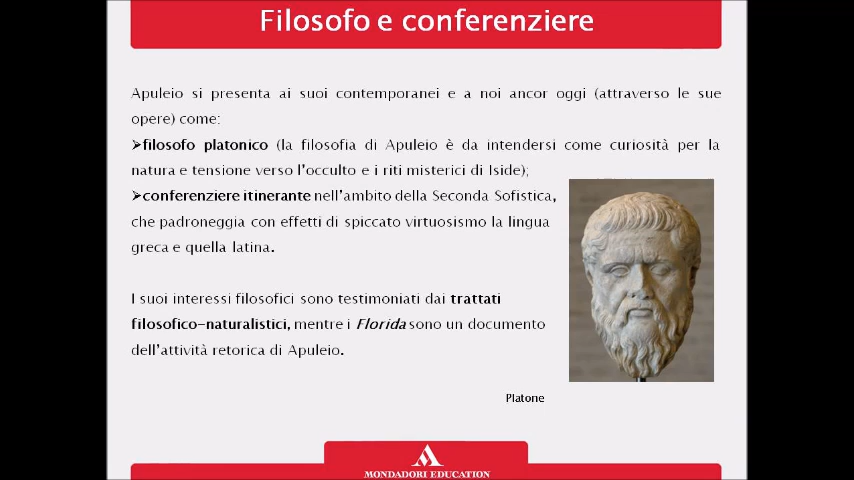 Filosofo e conferenziere
Apuleio si presenta ai suoi contemporanei e a noi ancor oggi (attraverso le sue
opere) come:
➢filosofo platonico (la filosofia di Apuleio è da intendersi come curiosità per la
natura e tensione verso l'occulto e i riti misterici di Iside);
➢conferenziere itinerante nell'ambito della Seconda Sofistica,
che padroneggia con effetti di spiccato virtuosismo la lingua
greca e quella latina.
I suoi interessi filosofici sono testimoniati dai trattati
filosofico-naturalistici, mentre i Florida sono un documento
dell'attività retorica di Apuleio.
Platone
MONDADORI EDUCATION